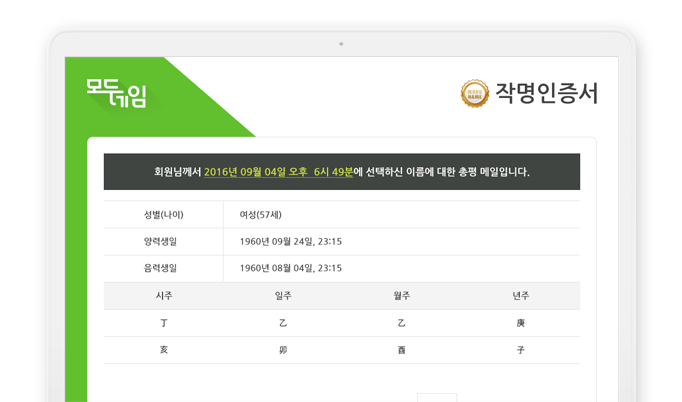 모두
네임
작명인증서
회원님께서 2016년 09월 04일 오후 6시 49분에 선택하신 이름에 대한 총평 메일입니다.
성별(나이) 여성(57세)
양력생일 1960년 09월 24일, 23:15
음력생일 1960년 08월 04일, 23:15
시주 일주 월주 년주
丁 乙 乙 庚
亥 卯 酉 子